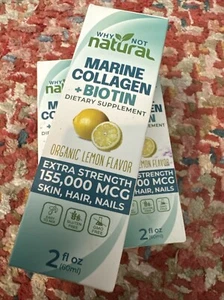 WHY NOT
natural
MARINE
COLLAGEN
+ BIOTIN
DIETARY SUPPLEMENT
ORGANIC LEMON FLAVOR
EXTRA STRENGTH
155,000 MCG
SKIN, HAIR, NAILS
2 fl oz
(60ml)